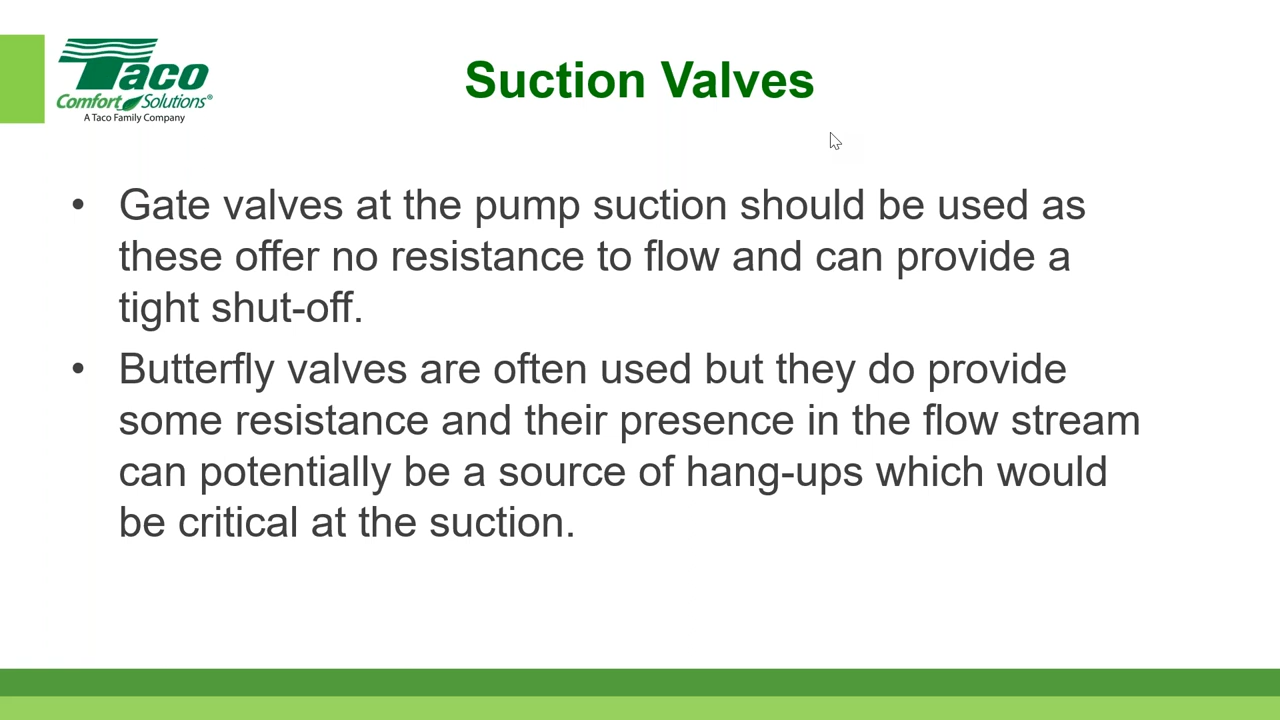 Taco
Comfort Solutions®
A Taco Family Company
Suction Valves
• Gate valves at the pump suction should be used as
these offer no resistance to flow and can provide a
tight shut-off.
• Butterfly valves are often used but they do provide
some resistance and their presence in the flow stream
can potentially be a source of hang-ups which would
be critical at the suction.